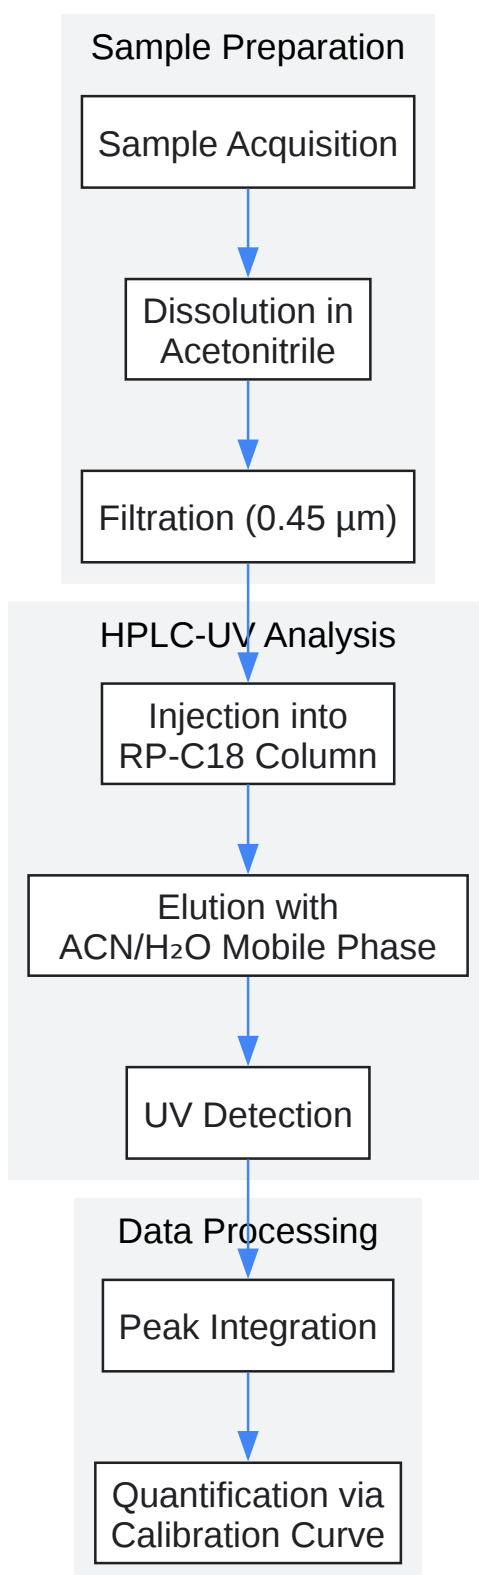 Sample Preparation
Sample Acquisition
Dissolution in
Acetonitrile
Filtration (0.45 µm)
HPLC-UV Analysis
Injection into
RP-C18 Column
Elution with
ACN/H₂O Mobile Phase
UV Detection
Data Processing
Peak Integration
Quantification via
Calibration Curve